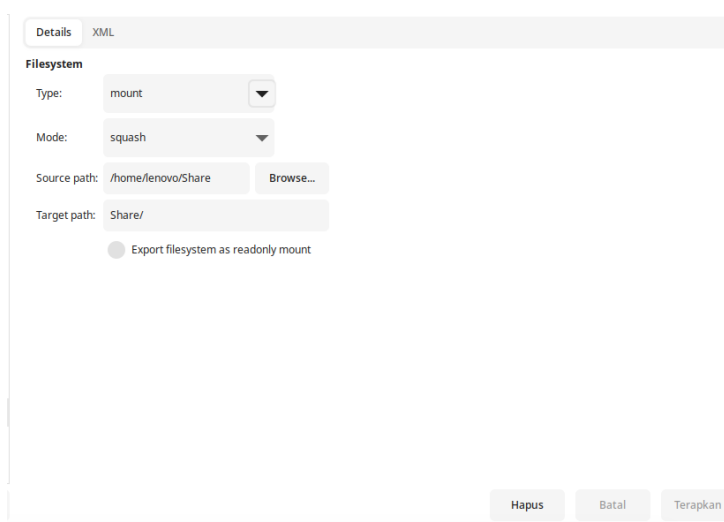 Details XML
Filesystem
Type: mount
Mode: squash
Source path: /home/lenovo/Share Browse...
Target path: Share/
Export filesystem as readonly mount
Hapus Batal Terapkan